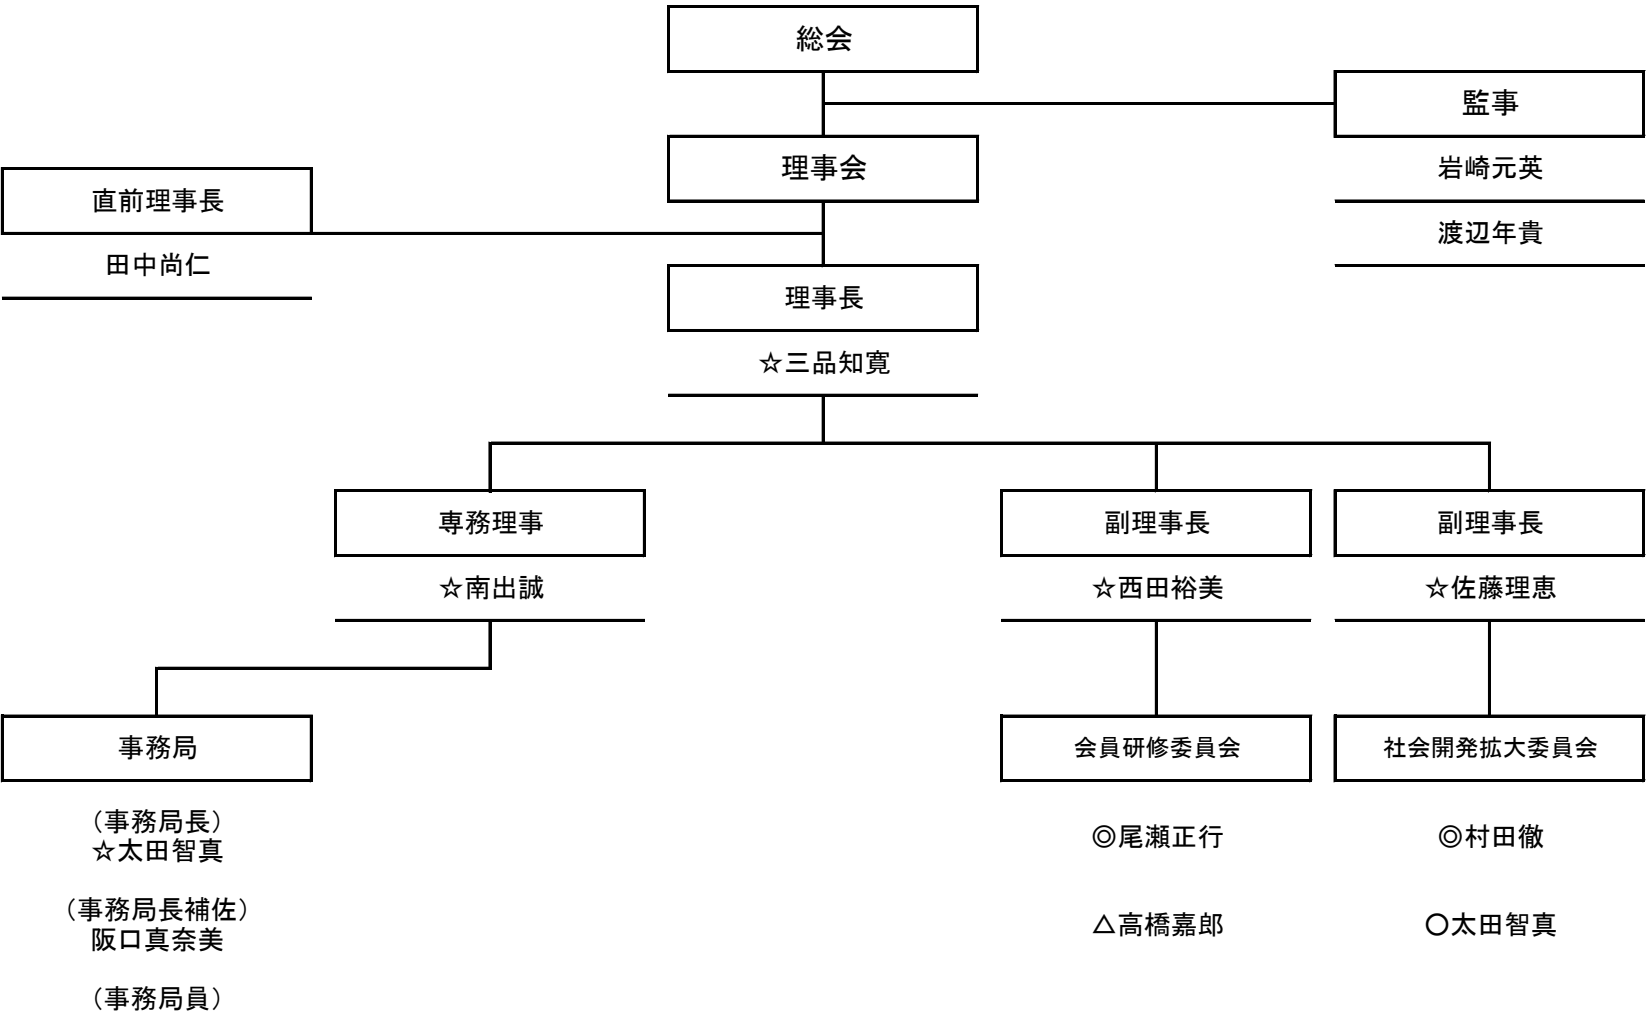 総会
監事
理事会
岩崎元英
直前理事長
渡辺年貴
田中尚仁
理事長
☆三品知寛
専務理事
副理事長
副理事長
☆南出誠
☆西田裕美
☆佐藤理恵
事務局
会員研修委員会
社会開発拡大委員会
（事務局長）
☆太田智真
◎尾瀬正行
◎村田徹
（事務局長補佐）
阪口真奈美
△高橋嘉郎
○太田智真
（事務局員）